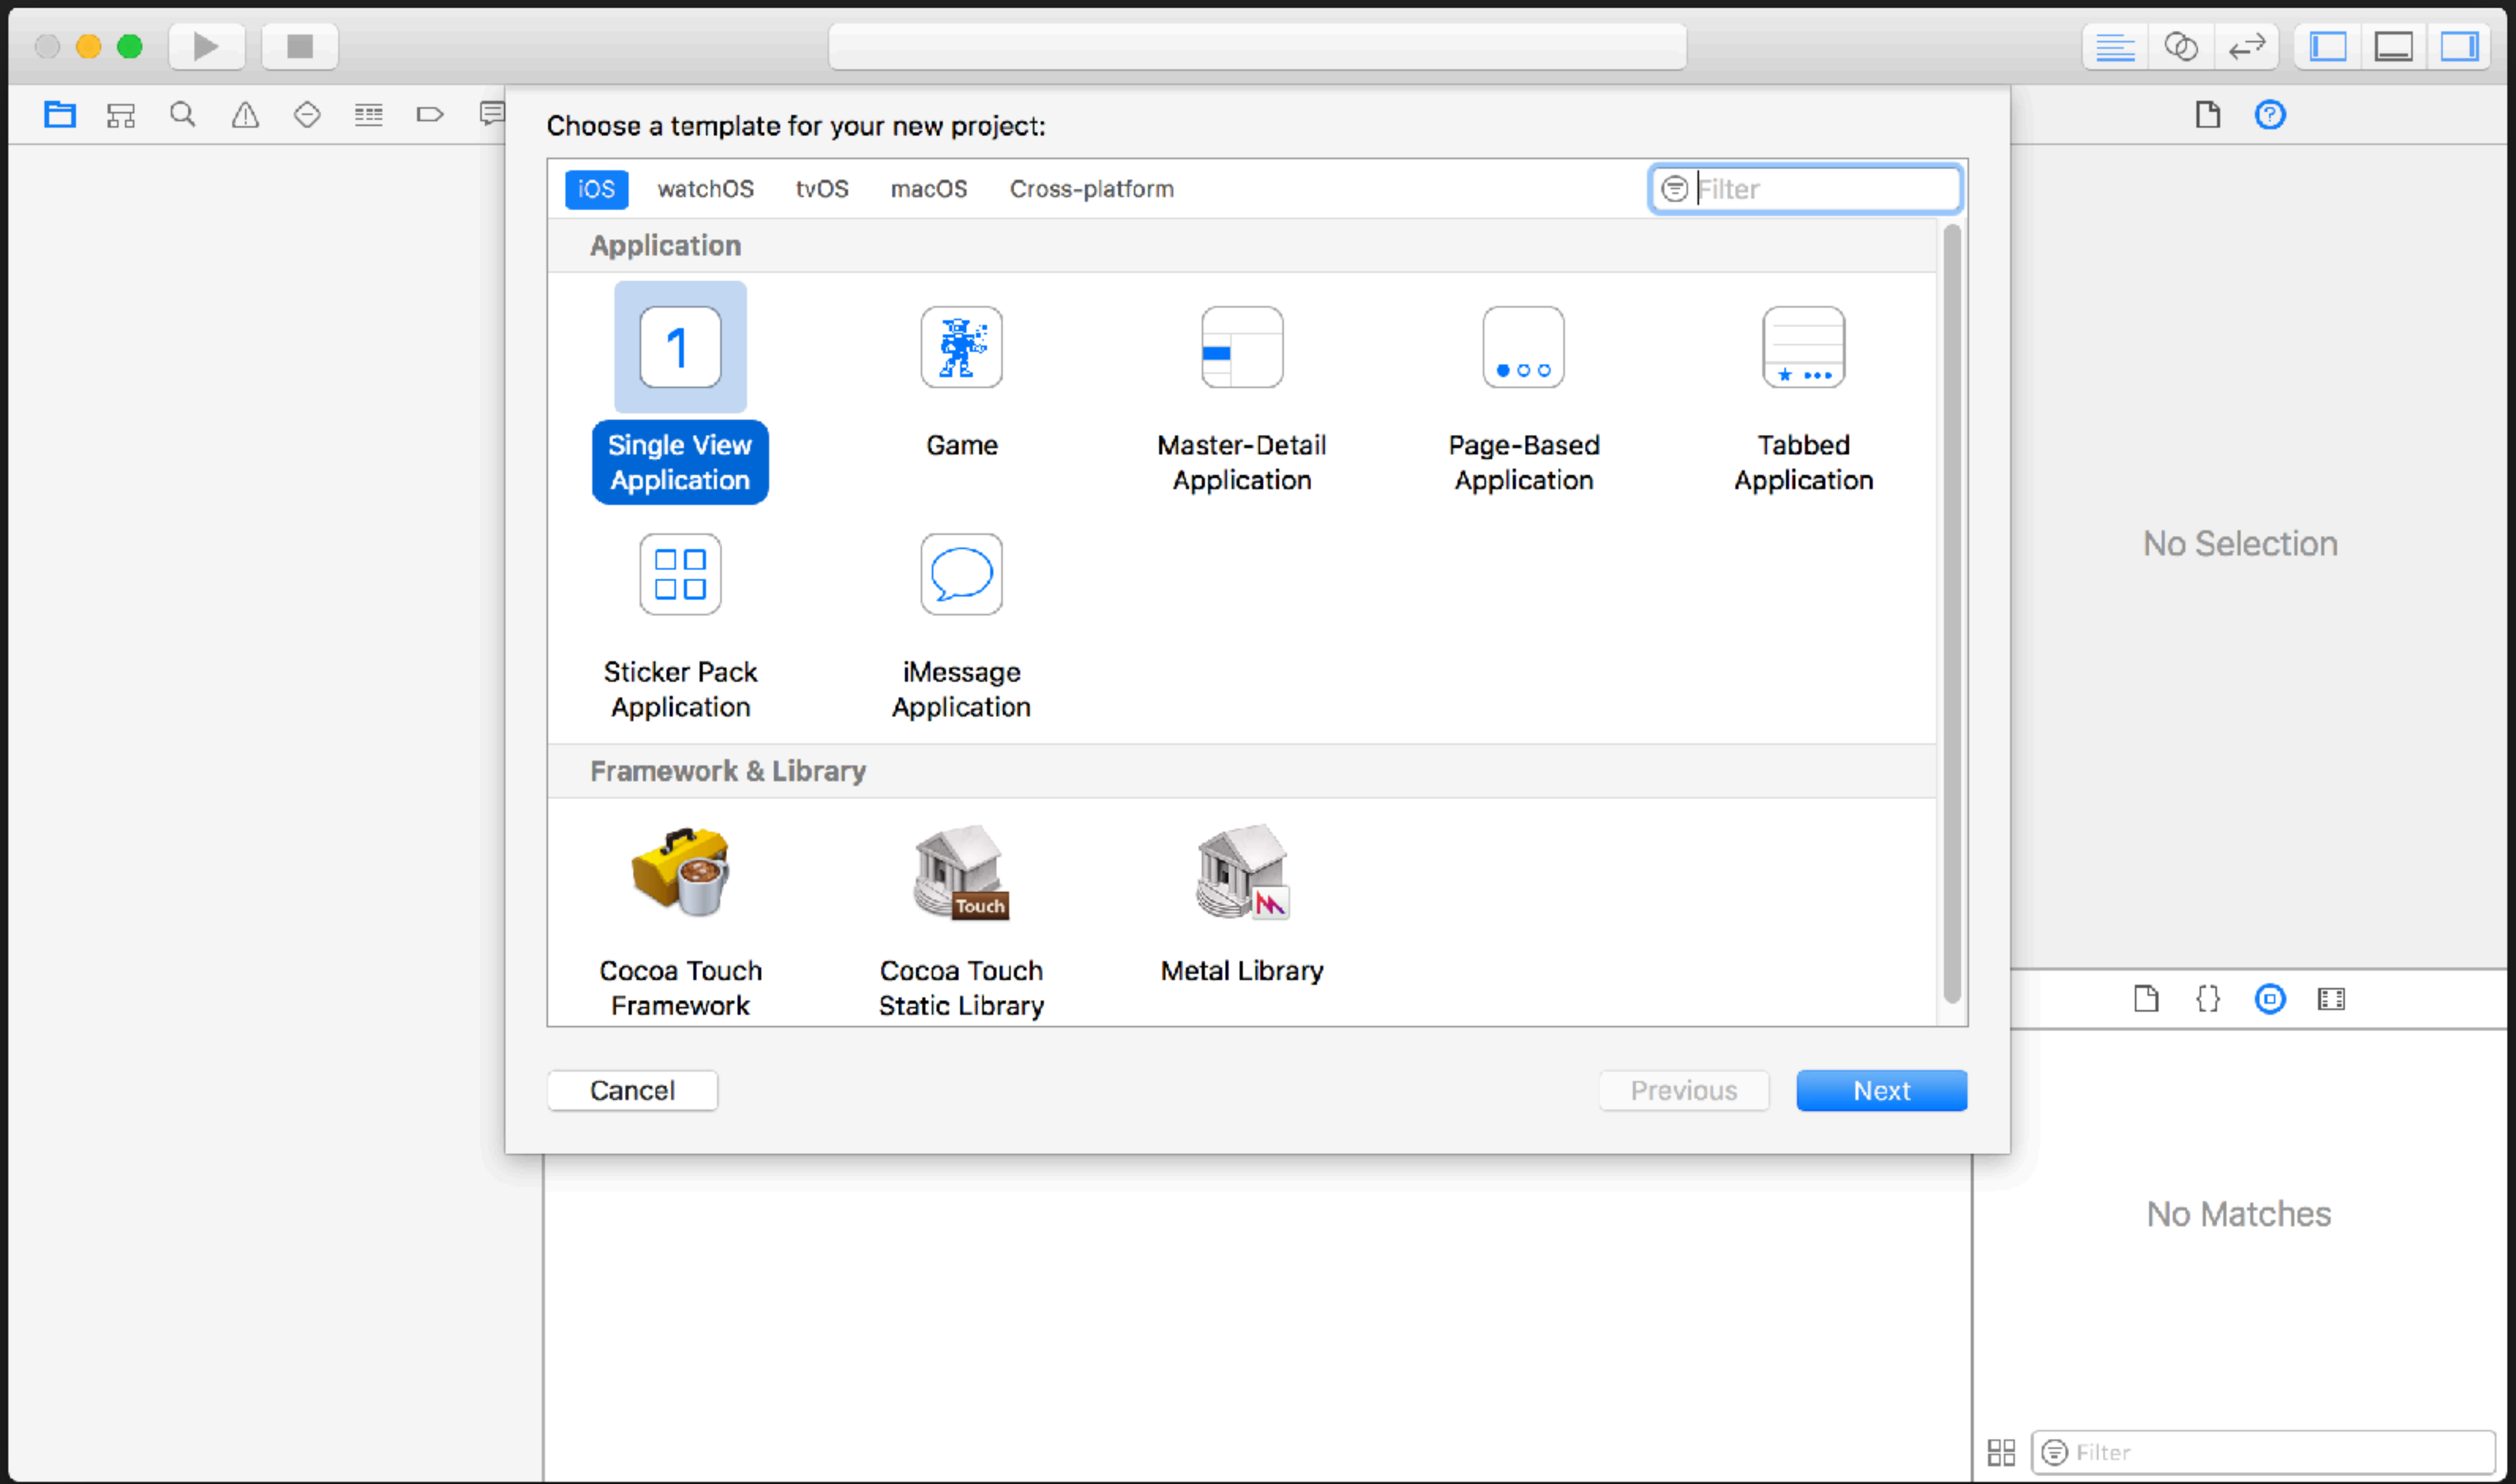 Choose a template for your new project:
iOS watchOS tvOS macOS Cross-platform
Filter
Application
1
Single View
Application
Game
Master-Detail
Application
Page-Based
Application
Tabbed
Application
Sticker Pack
Application
iMessage
Application
Framework & Library
Touch
Cocoa Touch
Framework
Cocoa Touch
Static Library
Metal Library
Cancel
Previous
Next
No Selection
{}
No Matches
Filter